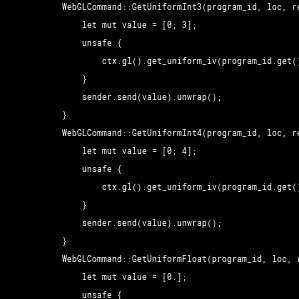 WebGLCommand::GetUniformInt3(program_id, loc, re
let mut value = [0; 3];
unsafe {
ctx.gl().get_uniform_iv(program_id.get()
}
sender.send(value).unwrap();
}
WebGLCommand::GetUniformInt4(program_id, loc, re
let mut value = [0; 4];
unsafe {
ctx.gl().get_uniform_iv(program_id.get()
}
sender.send(value).unwrap();
}
WebGLCommand::GetUniformFloat(program_id, loc, r
let mut value = [0.];
unsafe {